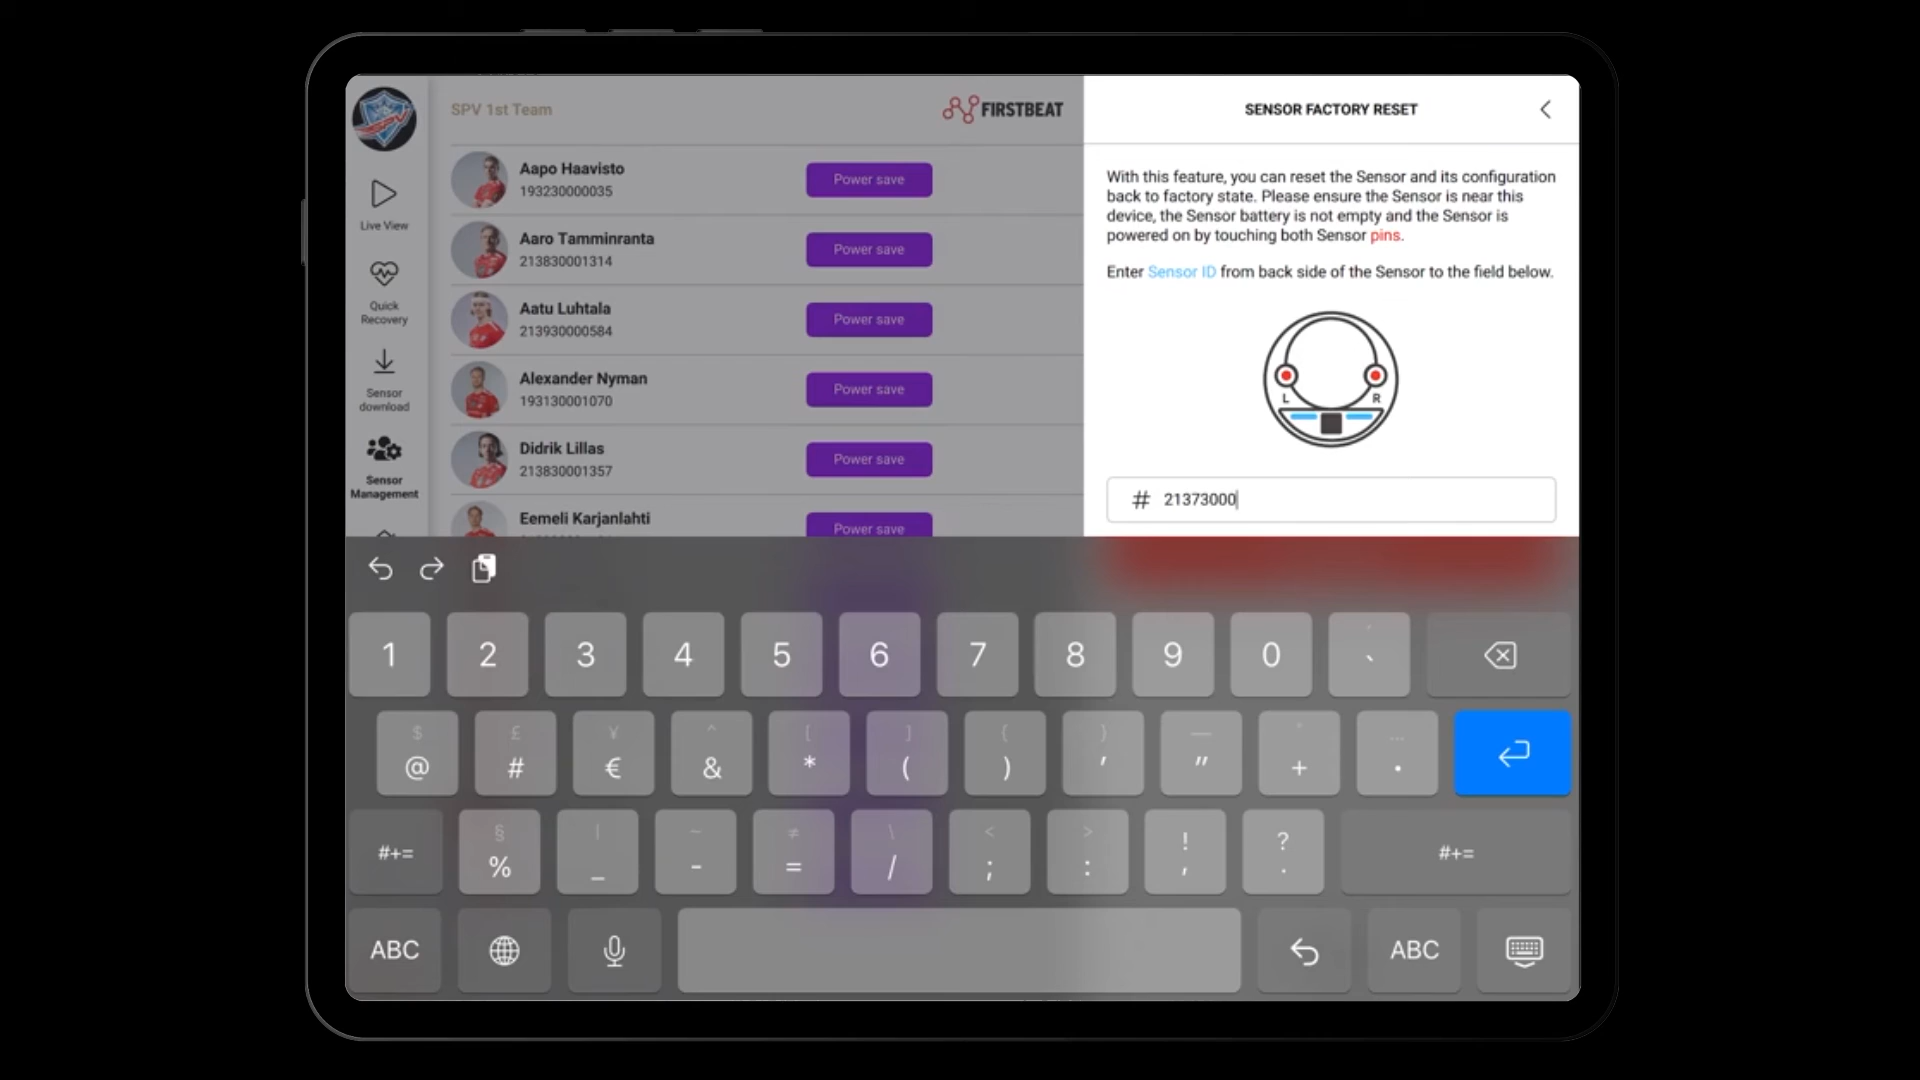 SPV 1st Team
FIRSTBEAT
Live View
Quick
Recovery
Sensor
download
Sensor
Management
Aapo Haavisto
193230000035
Power save
Aaro Tamminranta
213830001314
Power save
Aatu Luhtala
213930000584
Power save
Alexander Nyman
193130001070
Power save
Didrik Lillas
213830001357
Power save
Eemeli Karjanlahti
Power save
SENSOR FACTORY RESET
With this feature, you can reset the Sensor and its configuration
back to factory state. Please ensure the Sensor is near this
device, the Sensor battery is not empty and the Sensor is
powered on by touching both Sensor pins.
Enter Sensor ID from back side of the Sensor to the field below.
L R
# 21373000
1 2 3 4 5 6 7 8 9 0 ´ `
$ £ ¥ ^ [ ] { } — ° …
@ # € & * ( ) ' " + •
#+= § | ~ ≠ \ < > ! ? #+=
% _ - = / ; : , .
ABC ABC